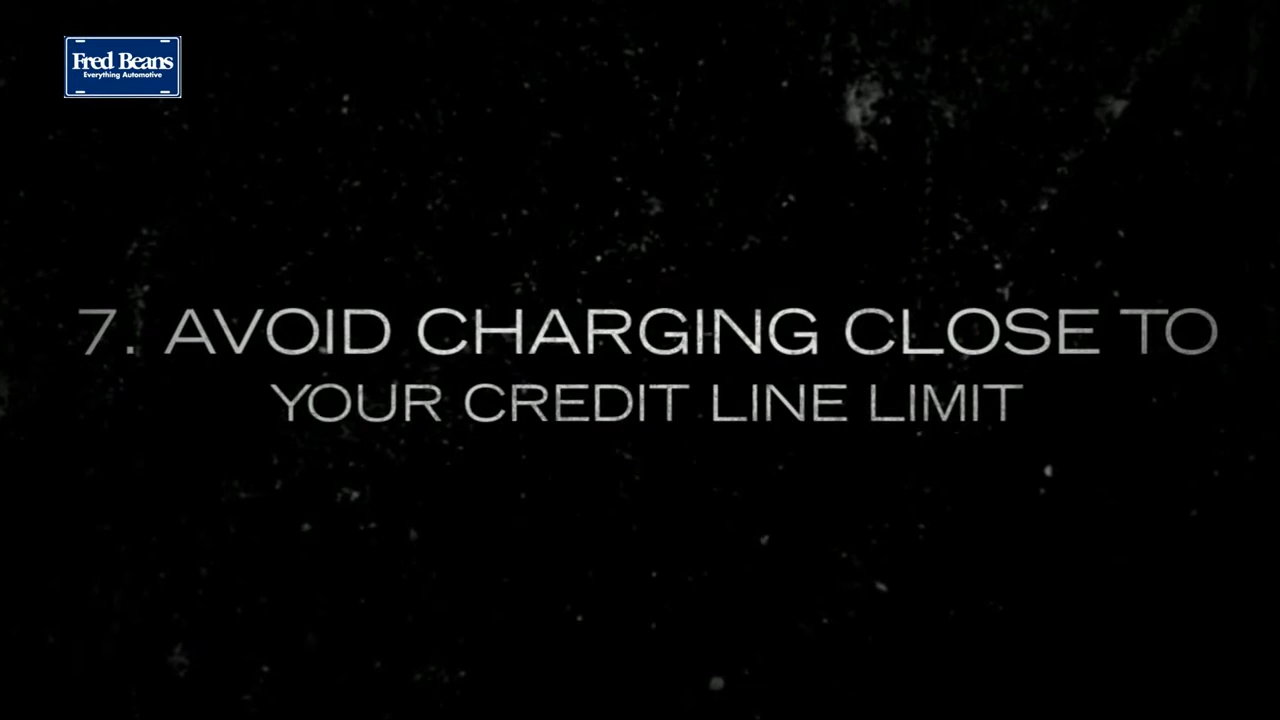 Fred Beans
Everything Automotive
7. AVOID CHARGING CLOSE TO
YOUR CREDIT LINE LIMIT